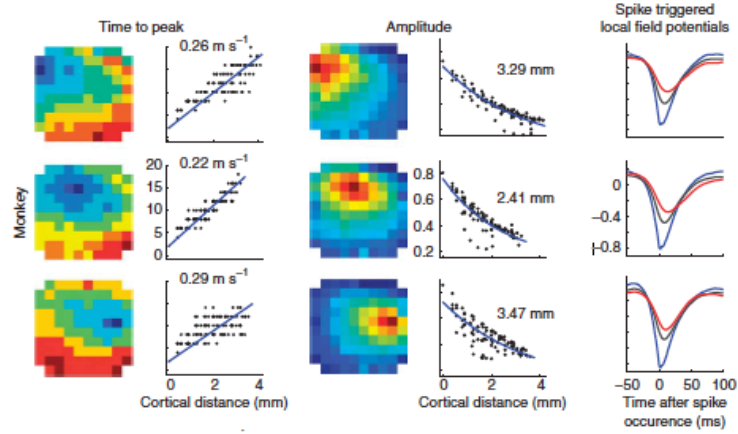 Time to peak
Amplitude
Spike triggered
local field potentials
0.26 m s⁻¹
3.29 mm
Monkey
20
15
10
5
0
0.22 m s⁻¹
0.8
0.6
0.4
0.2
2.41 mm
0
−0.4
−0.8
0.29 m s⁻¹
3.47 mm
0 2 4
0 2 4
−50 0 50 100
Cortical distance (mm)
Cortical distance (mm)
Time after spike
occurence (ms)